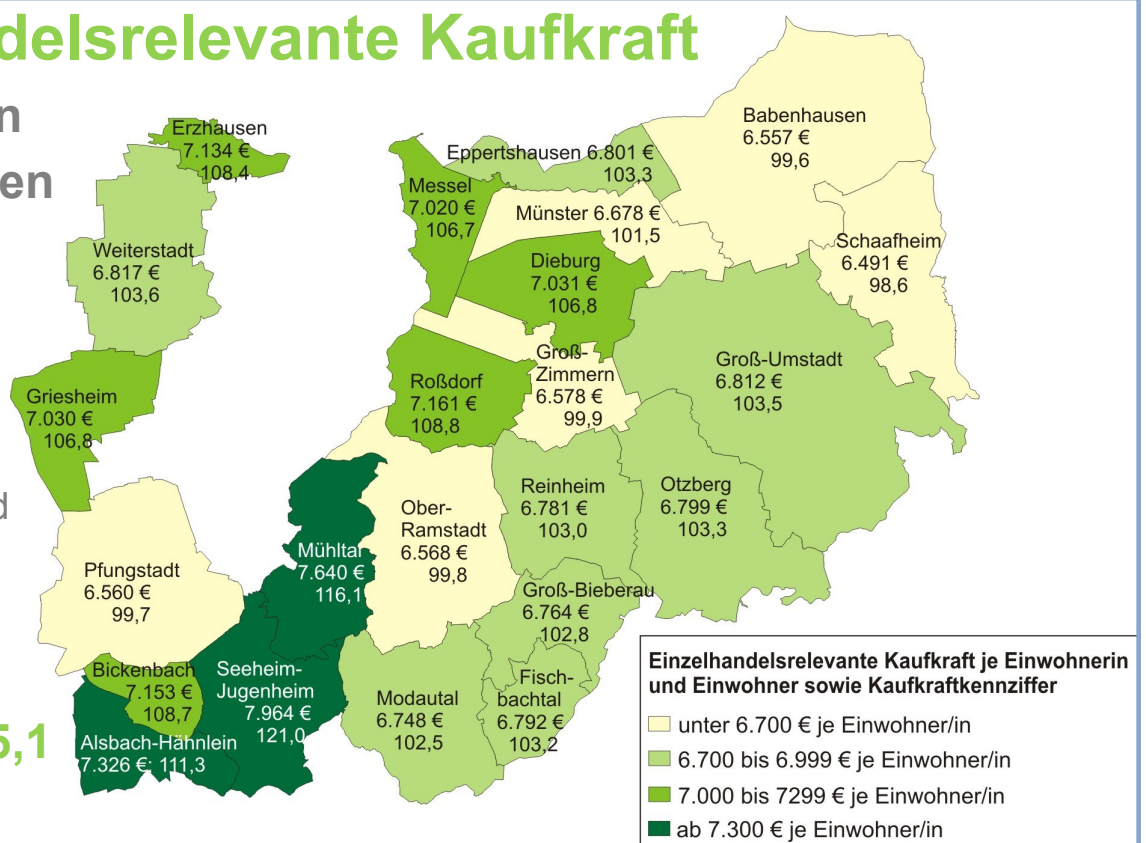 delsrelevante Kaufkraft
n
en
d
5,1
Erzhausen
7.134 €
108,4
Weiterstadt
6.817 €
103,6
Griesheim
7.030 €
106,8
Pfungstadt
6.560 €
99,7
Bickenbach
7.153 €
108,7
Alsbach-Hähnlein
7.326 €; 111,3
Seeheim-
Jugenheim
7.964 €
121,0
Mühltal
7.640 €
116,1
Messel
7.020 €
106,7
Eppertshausen 6.801 €
103,3
Münster 6.678 €
101,5
Dieburg
7.031 €
106,8
Babenhausen
6.557 €
99,6
Schaafheim
6.491 €
98,6
Roßdorf
7.161 €
108,8
Groß-
Zimmern
6.578 €
99,9
Groß-Umstadt
6.812 €
103,5
Ober-
Ramstadt
6.568 €
99,8
Reinheim
6.781 €
103,0
Otzberg
6.799 €
103,3
Groß-Bieberau
6.764 €
102,8
Modautal
6.748 €
102,5
Fisch-
bachtal
6.792 €
103,2
Einzelhandelsrelevante Kaufkraft je Einwohnerin
und Einwohner sowie Kaufkraftkennziffer
unter 6.700 € je Einwohner/in
6.700 bis 6.999 € je Einwohner/in
7.000 bis 7299 € je Einwohner/in
ab 7.300 € je Einwohner/in